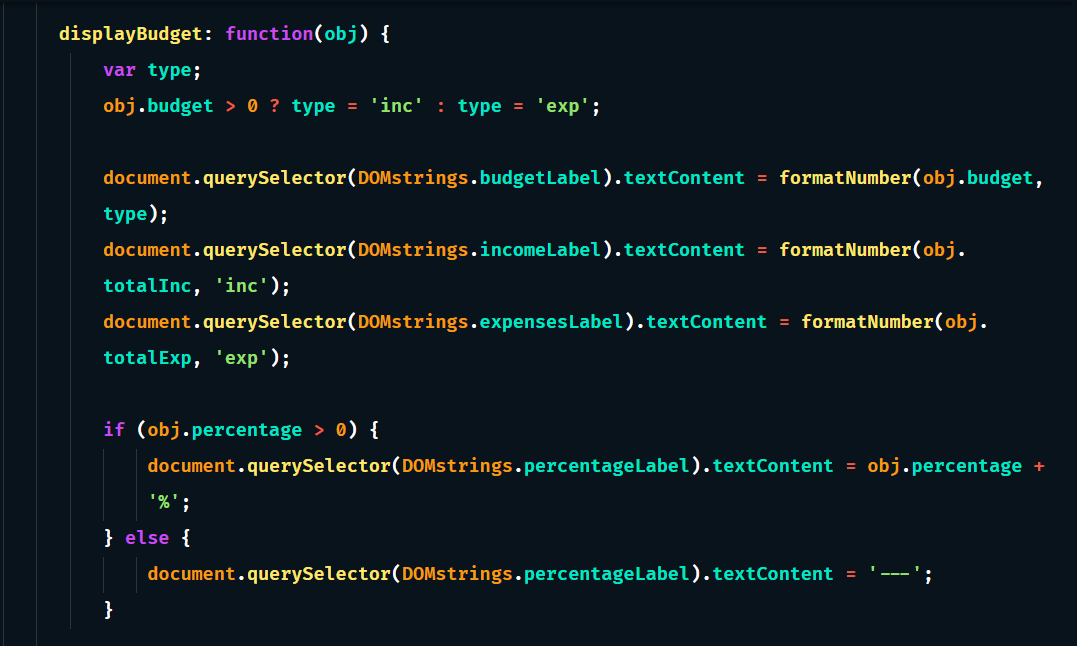 displayBudget: function(obj) {
var type;
obj.budget > 0 ? type = 'inc' : type = 'exp';
document.querySelector(DOMstrings.budgetLabel).textContent = formatNumber(obj.budget,
type);
document.querySelector(DOMstrings.incomeLabel).textContent = formatNumber(obj.
totalInc, 'inc');
document.querySelector(DOMstrings.expensesLabel).textContent = formatNumber(obj.
totalExp, 'exp');
if (obj.percentage > 0) {
document.querySelector(DOMstrings.percentageLabel).textContent = obj.percentage +
'%';
} else {
document.querySelector(DOMstrings.percentageLabel).textContent = '---';
}